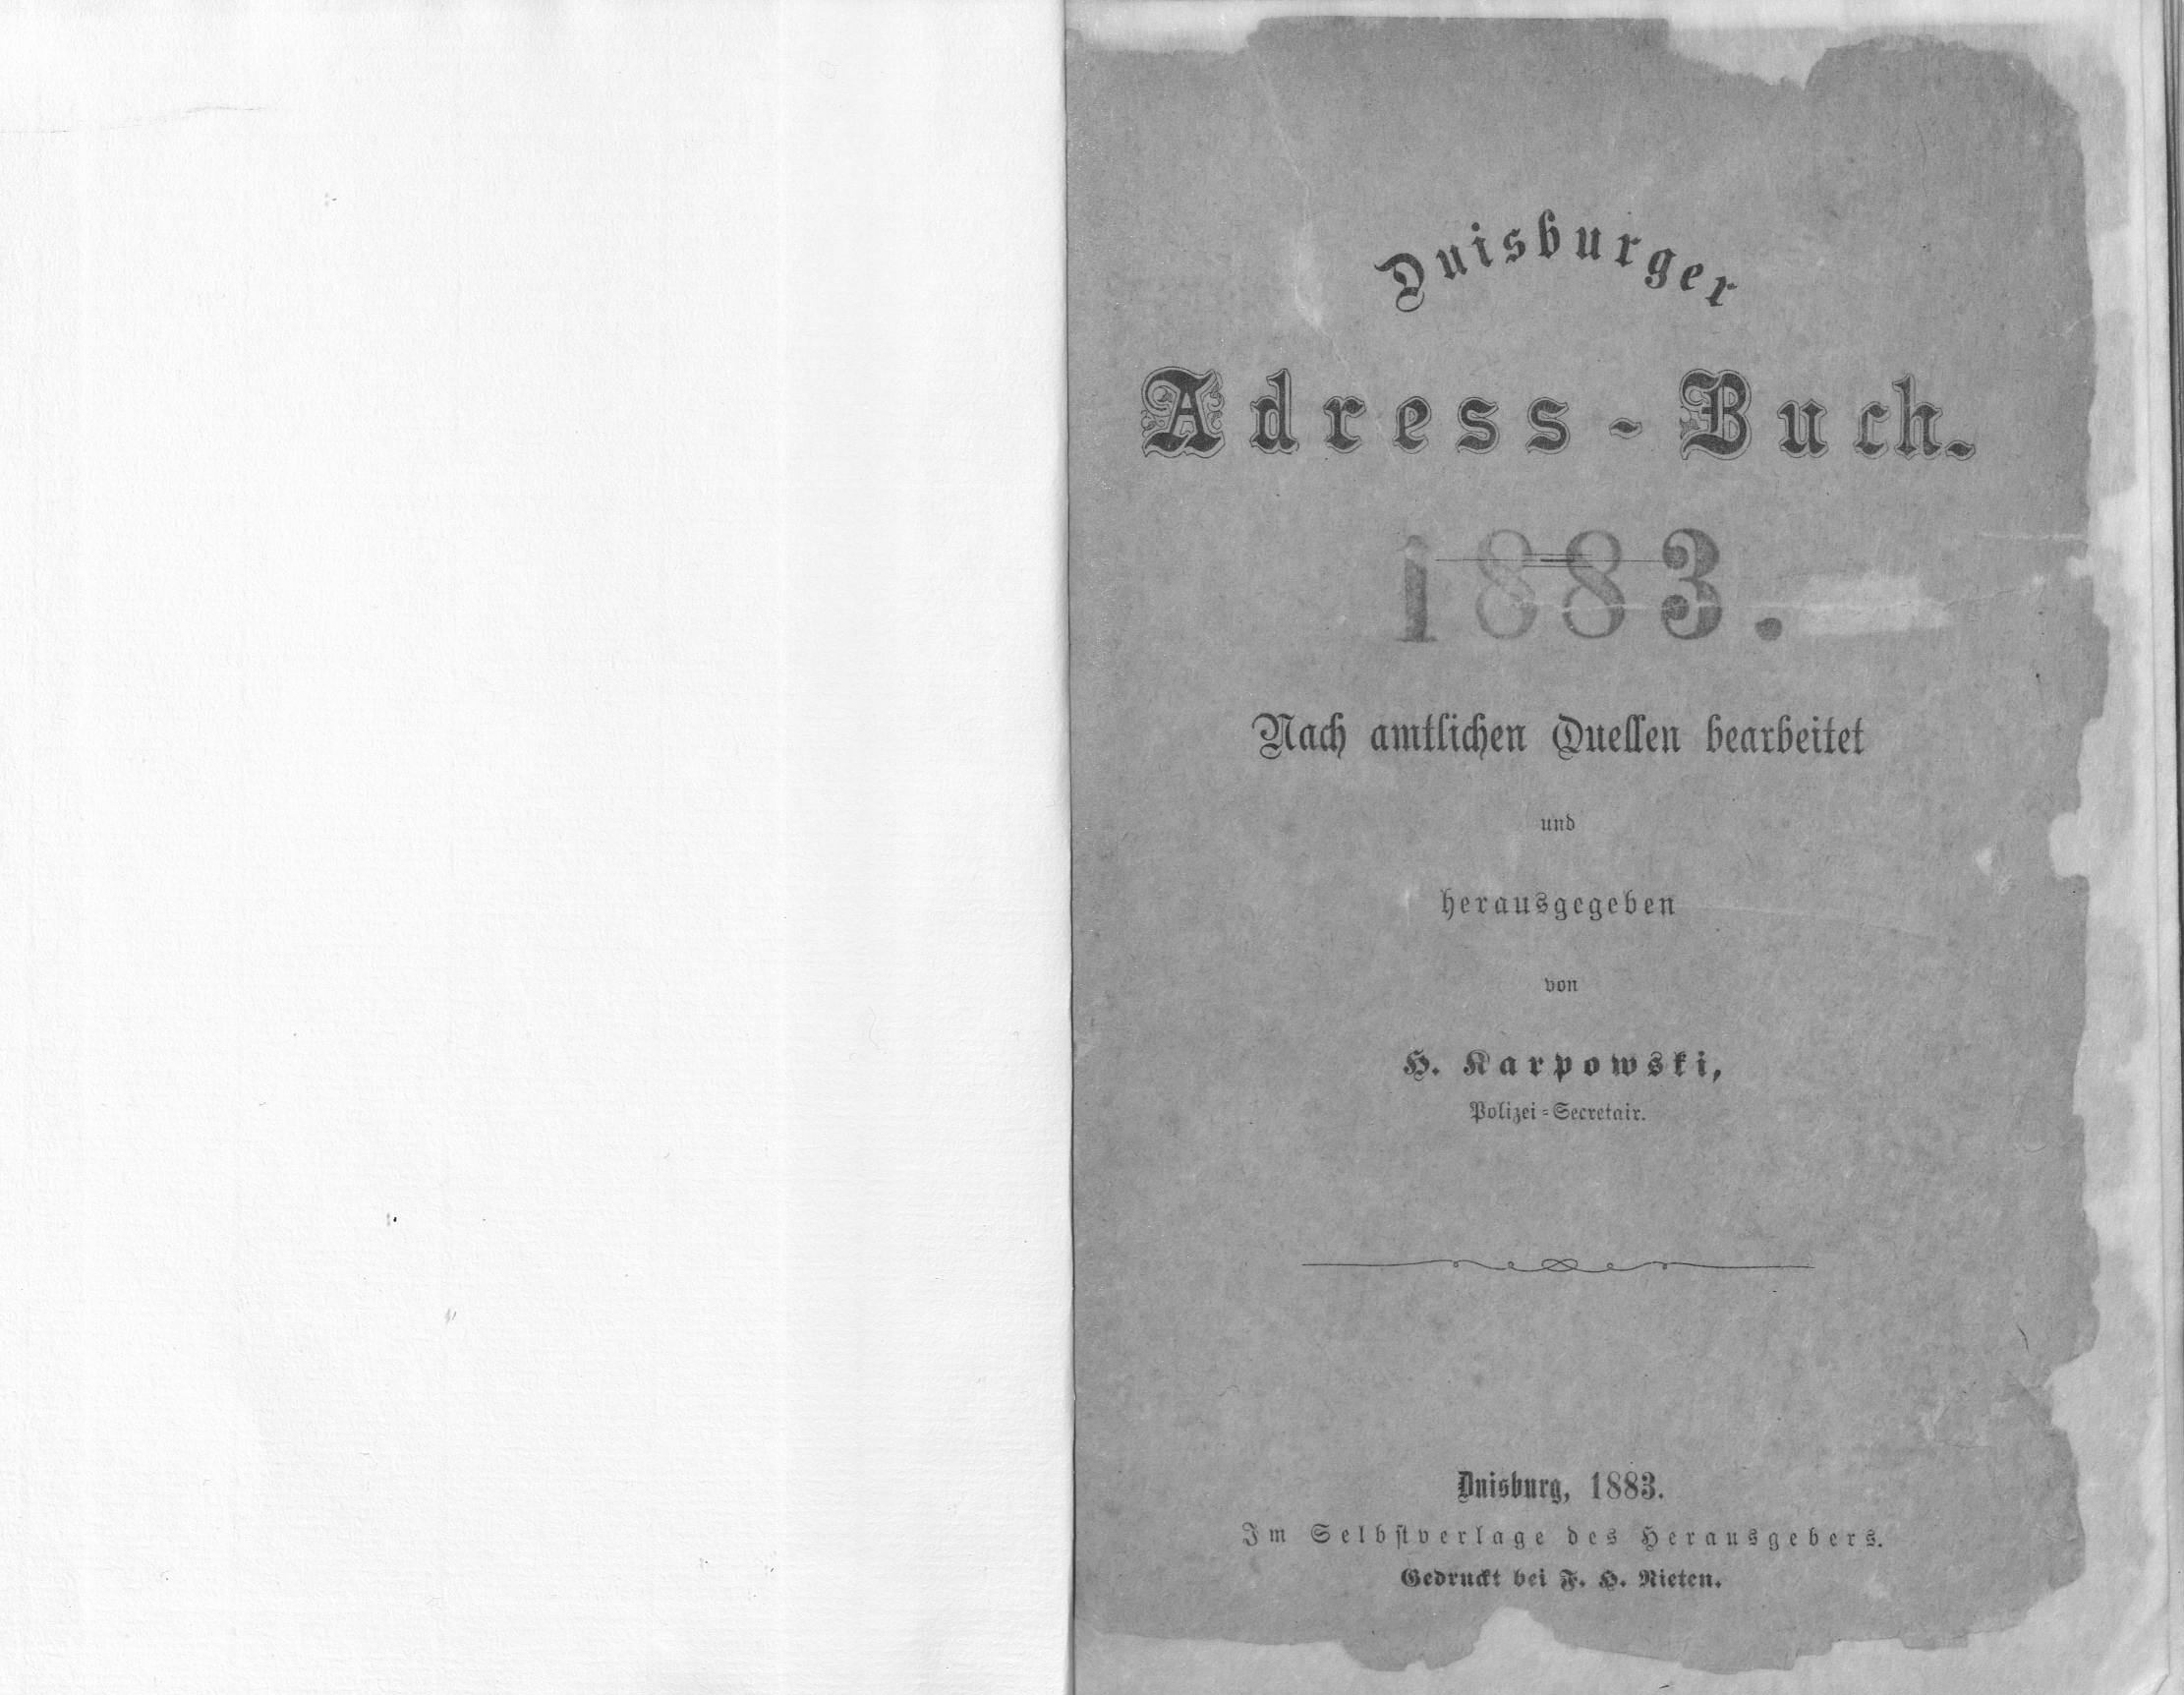 Duisburger
Adress-Buch.
1883.
Nach amtlichen Quellen bearbeitet
und
herausgegeben
von
H. Karpowski,
Polizei-Secretair.
Duisburg, 1883.
Im Selbstverlage des Herausgebers.
Gedruckt bei F. H. Nieten.